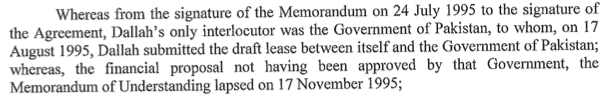 Whereas from the signature of the Memorandum on 24 July 1995 to the signature of
the Agreement, Dallah's only interlocutor was the Government of Pakistan, to whom, on 17
August 1995, Dallah submitted the draft lease between itself and the Government of Pakistan;
whereas, the financial proposal not having been approved by that Government, the
Memorandum of Understanding lapsed on 17 November 1995;